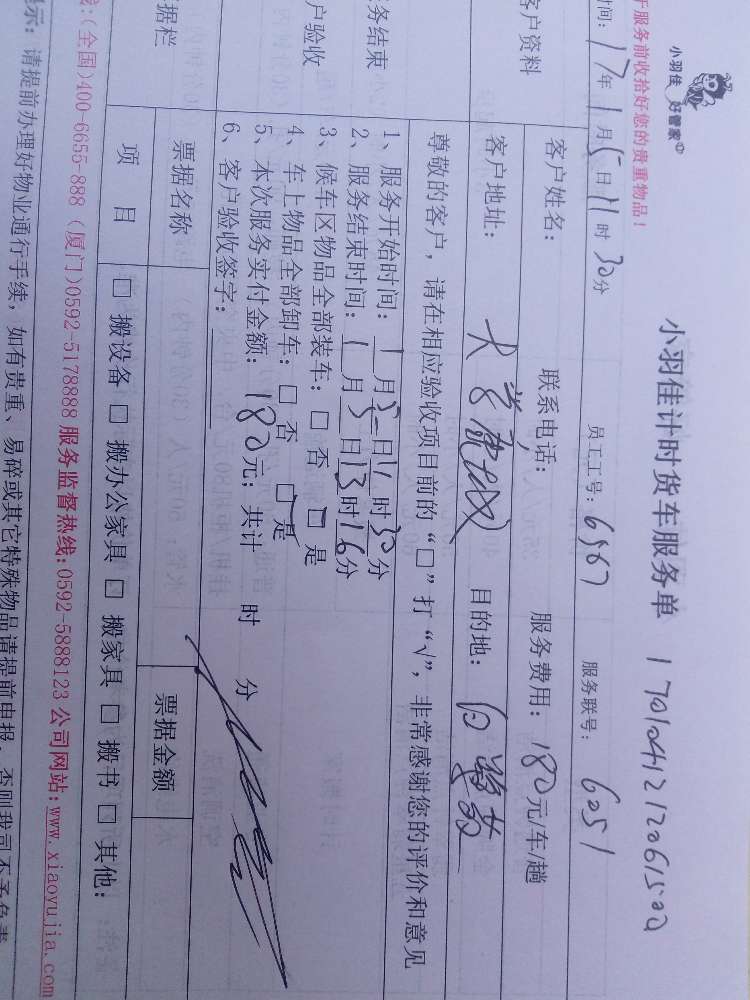 小羽佳 好管家
小羽佳计时货车服务单
服务前收拾好您的贵重物品！
时间：17年1月5日11时30分 员工工号：6567 服务联号：6051
客户资料
客户姓名： 联系电话： 服务费用：180元/车/趟
客户地址： 目的地：
尊敬的客户，请在相应验收项目前的“□”打“√”，非常感谢您的评价和意见
务结束
户验收
1、服务开始时间：1月5日11时30分
2、服务结束时间：1月5日13时16分
3、候车区物品全部装车：□ 否 □ 是
4、车上物品全部卸车：□ 否 □ 是
5、本次服务实付金额：180元；共计 时 分
6、客户验收签字：
据栏
票据名称 票据金额
项 目 □ 搬设备 □ 搬办公家具 □ 搬家具 □ 搬书 □ 其他：
(全国)400-6655-888 (厦门)0592-5178888 服务监督热线:0592-5888123 公司网站:www.xiaoyujia.com
示：请提前办理好物业通行手续，如有贵重、易碎或其它特殊物品请提前申报，否则我司不予负责